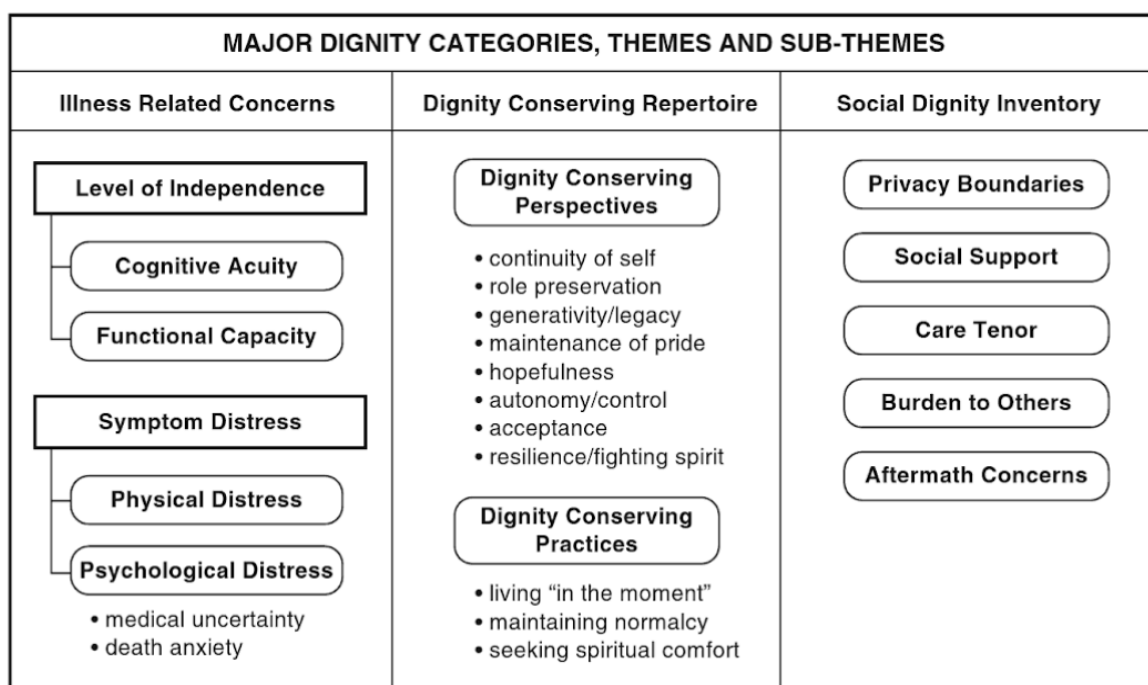 MAJOR DIGNITY CATEGORIES, THEMES AND SUB-THEMES
Illness Related Concerns
Level of Independence
Cognitive Acuity
Functional Capacity
Symptom Distress
Physical Distress
Psychological Distress
• medical uncertainty
• death anxiety
Dignity Conserving Repertoire
Dignity Conserving
Perspectives
• continuity of self
• role preservation
• generativity/legacy
• maintenance of pride
• hopefulness
• autonomy/control
• acceptance
• resilience/fighting spirit
Dignity Conserving
Practices
• living “in the moment”
• maintaining normalcy
• seeking spiritual comfort
Social Dignity Inventory
Privacy Boundaries
Social Support
Care Tenor
Burden to Others
Aftermath Concerns